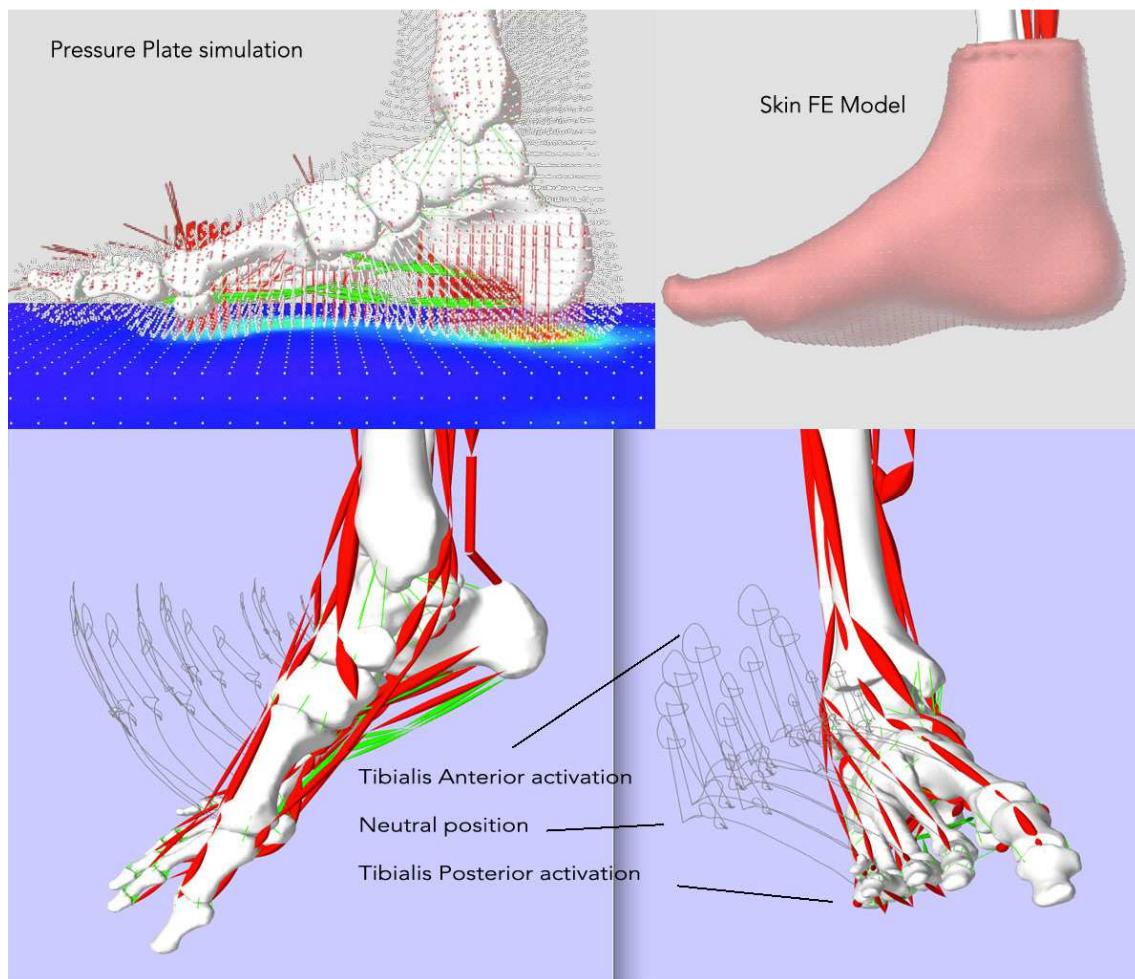 Pressure Plate simulation
Skin FE Model
Tibialis Anterior activation
Neutral position
Tibialis Posterior activation